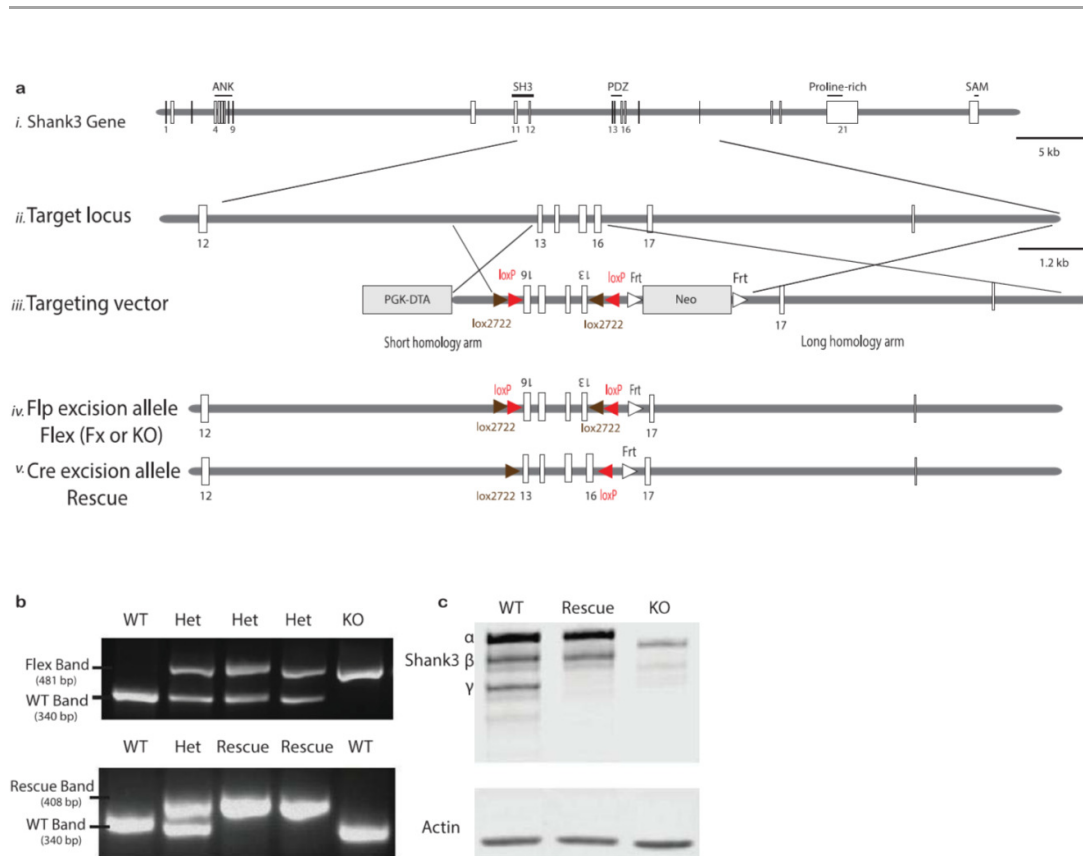 a
ANK SH3 PDZ Proline-rich SAM
i. Shank3 Gene
1 4 9 11 12 13 16 21
5 kb
ii. Target locus
12 13 16 17
1.2 kb
loxP 16 13 loxP Frt Frt
iii. Targeting vector
PGK-DTA Neo
lox2722 lox2722 17
Short homology arm Long homology arm
loxP 16 13 loxP Frt
iv. Flp excision allele
Flex (Fx or KO)
12 lox2722 lox2722 17
Frt
v. Cre excision allele
Rescue
12 lox2722 13 16 loxP 17
b
WT Het Het Het KO
Flex Band
(481 bp)
WT Band
(340 bp)
WT Het Rescue Rescue WT
Rescue Band
(408 bp)
WT Band
(340 bp)
c
WT Rescue KO
α
Shank3 β
γ
Actin